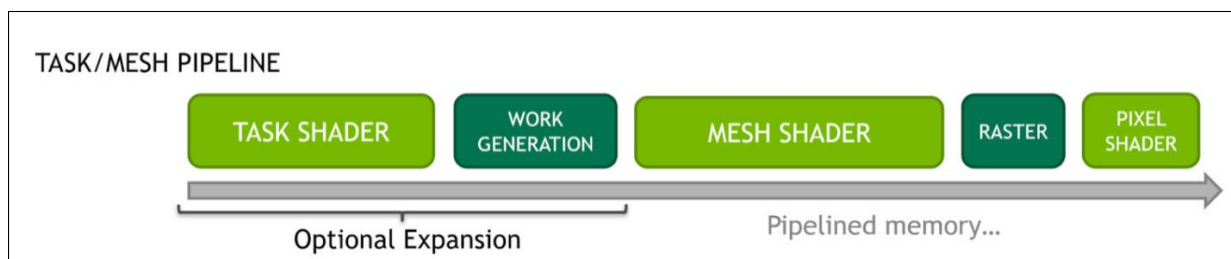 TASK/MESH PIPELINE
TASK SHADER
WORK
GENERATION
MESH SHADER
RASTER
PIXEL
SHADER
Optional Expansion
Pipelined memory...